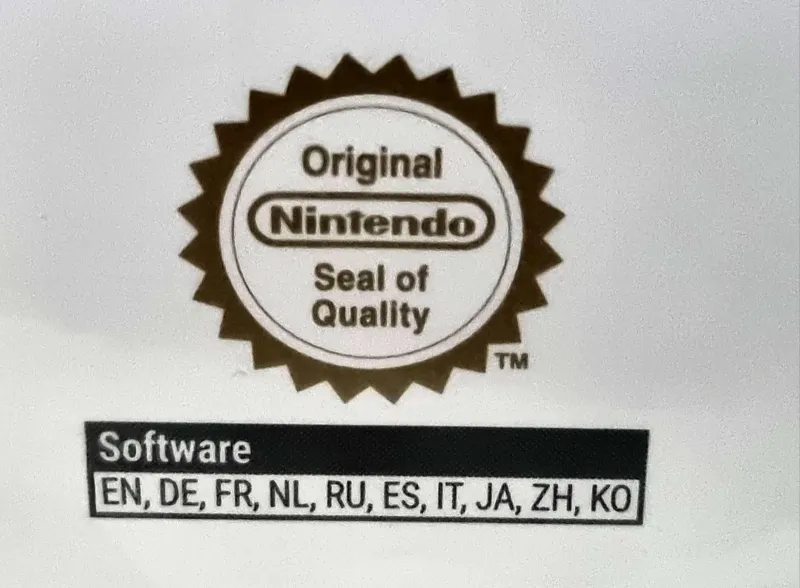 Original
Nintendo
Seal of
Quality
TM
Software
EN, DE, FR, NL, RU, ES, IT, JA, ZH, KO